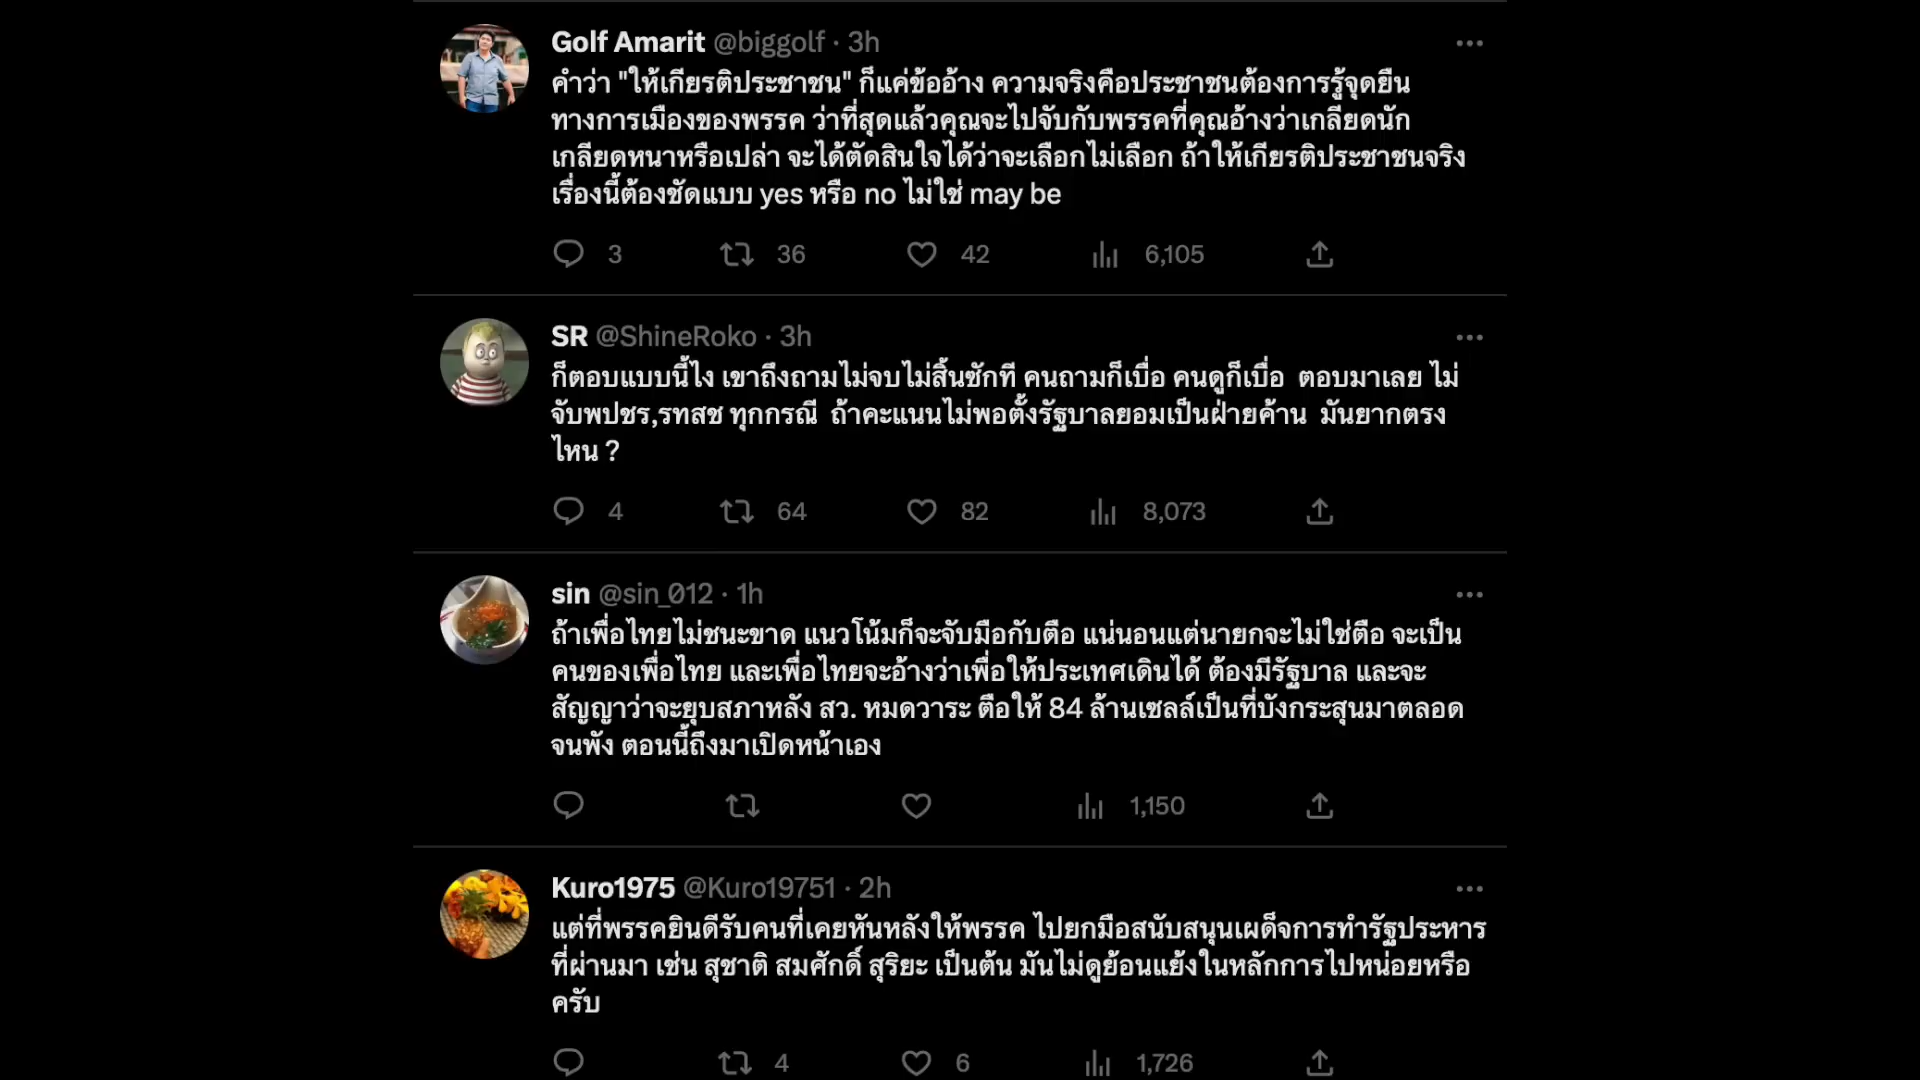 Golf Amarit @biggolf · 3h
คำว่า "ให้เกียรติประชาชน" ก็แค่ข้ออ้าง ความจริงคือประชาชนต้องการรู้จุดยืน
ทางการเมืองของพรรค ว่าที่สุดแล้วคุณจะไปจับกับพรรคที่คุณอ้างว่าเกลียดนัก
เกลียดหนาหรือเปล่า จะได้ตัดสินใจได้ว่าจะเลือกไม่เลือก ถ้าให้เกียรติประชาชนจริง
เรื่องนี้ต้องชัดแบบ yes หรือ no ไม่ใช่ may be
3 36 42 6,105
SR @ShineRoko · 3h
ก็ตอบแบบนี้ไง เขาถึงถามไม่จบไม่สิ้นซักที คนถามก็เบื่อ คนดูก็เบื่อ ตอบมาเลย ไม่
จับพปชร,รทสช ทุกกรณี ถ้าคะแนนไม่พอตั้งรัฐบาลยอมเป็นฝ่ายค้าน มันยากตรง
ไหน ?
4 64 82 8,073
sin @sin_012 · 1h
ถ้าเพื่อไทยไม่ชนะขาด แนวโน้มก็จะจับมือกับตือ แน่นอนแต่นายกจะไม่ใช่ตือ จะเป็น
คนของเพื่อไทย และเพื่อไทยจะอ้างว่าเพื่อให้ประเทศเดินได้ ต้องมีรัฐบาล และจะ
สัญญาว่าจะยุบสภาหลัง สว. หมดวาระ ตือให้ 84 ล้านเซลล์เป็นที่บังกระสุนมาตลอด
จนพัง ตอนนี้ถึงมาเปิดหน้าเอง
1,150
Kuro1975 @Kuro19751 · 2h
แต่ที่พรรคยินดีรับคนที่เคยหันหลังให้พรรค ไปยกมือสนับสนุนเผด็จการทำรัฐประหาร
ที่ผ่านมา เช่น สุชาติ สมศักดิ์ สุริยะ เป็นต้น มันไม่ดูย้อนแย้งในหลักการไปหน่อยหรือ
ครับ
4 6 1,726